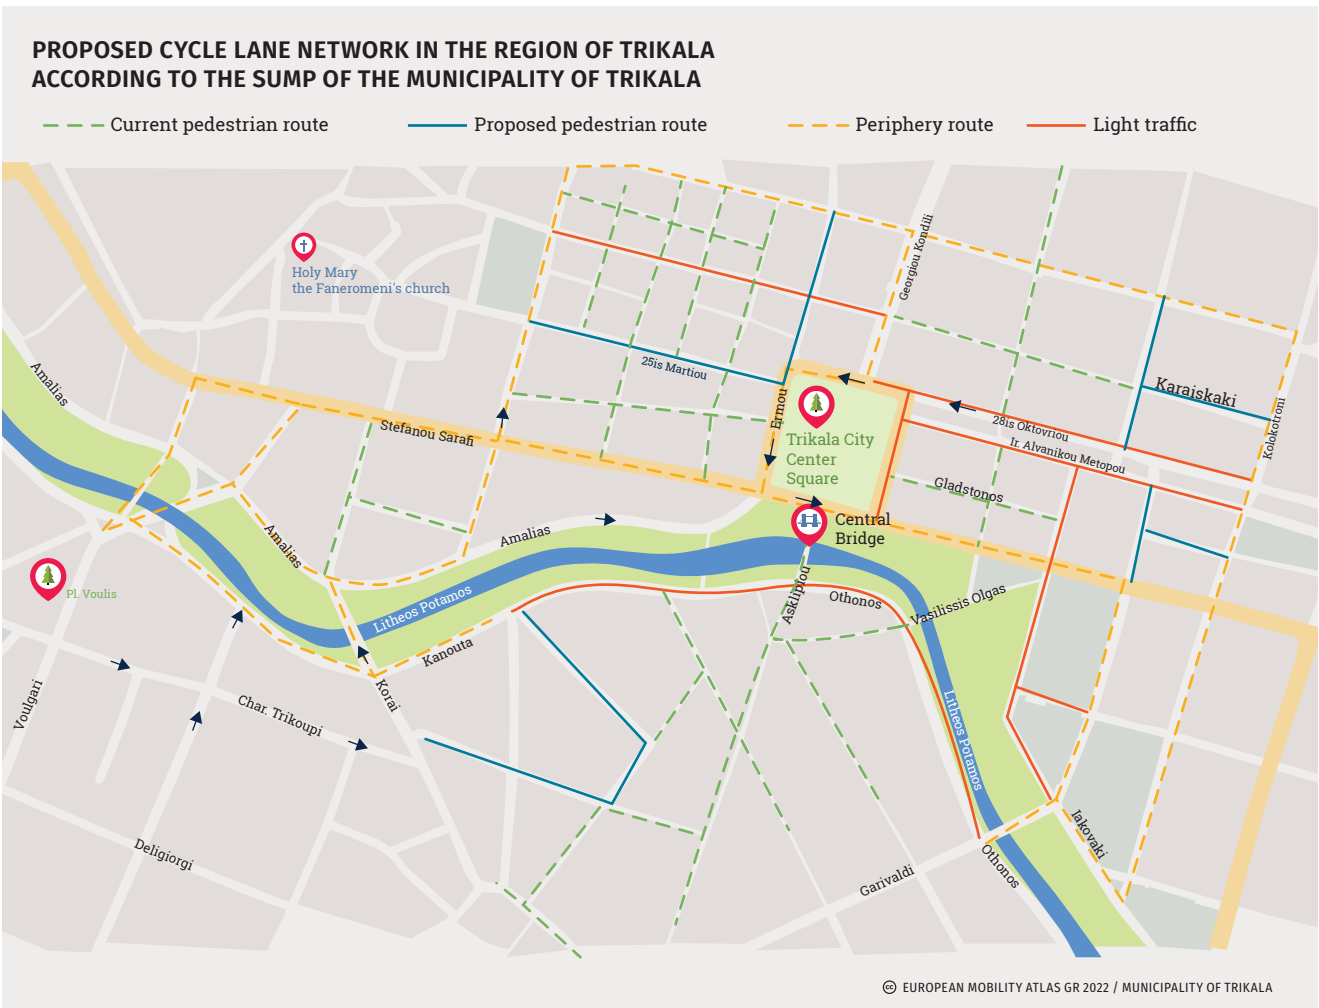 PROPOSED CYCLE LANE NETWORK IN THE REGION OF TRIKALA
ACCORDING TO THE SUMP OF THE MUNICIPALITY OF TRIKALA
Current pedestrian route
Proposed pedestrian route
Periphery route
Light traffic
Georgiou Kondili
Holy Mary
the Faneromeni's church
Amalias
25is Martiou
Ermou
Karaiskaki
Kolokotroni
28is Oktovriou
Ir. Alvanikou Metopou
Stefanou Sarafi
Trikala City
Center
Square
Gladstonos
Amalias
Amalias
Central
Bridge
Pl. Voulis
Litheos Potamos
Asklipiou
Othonos
Vasilissis Olgas
Kanouta
Korai
Voulgari
Char. Trikoupi
Litheos Potamos
Iakovaki
Deligiorgi
Garivaldi
Othonos
cc EUROPEAN MOBILITY ATLAS GR 2022 / MUNICIPALITY OF TRIKALA